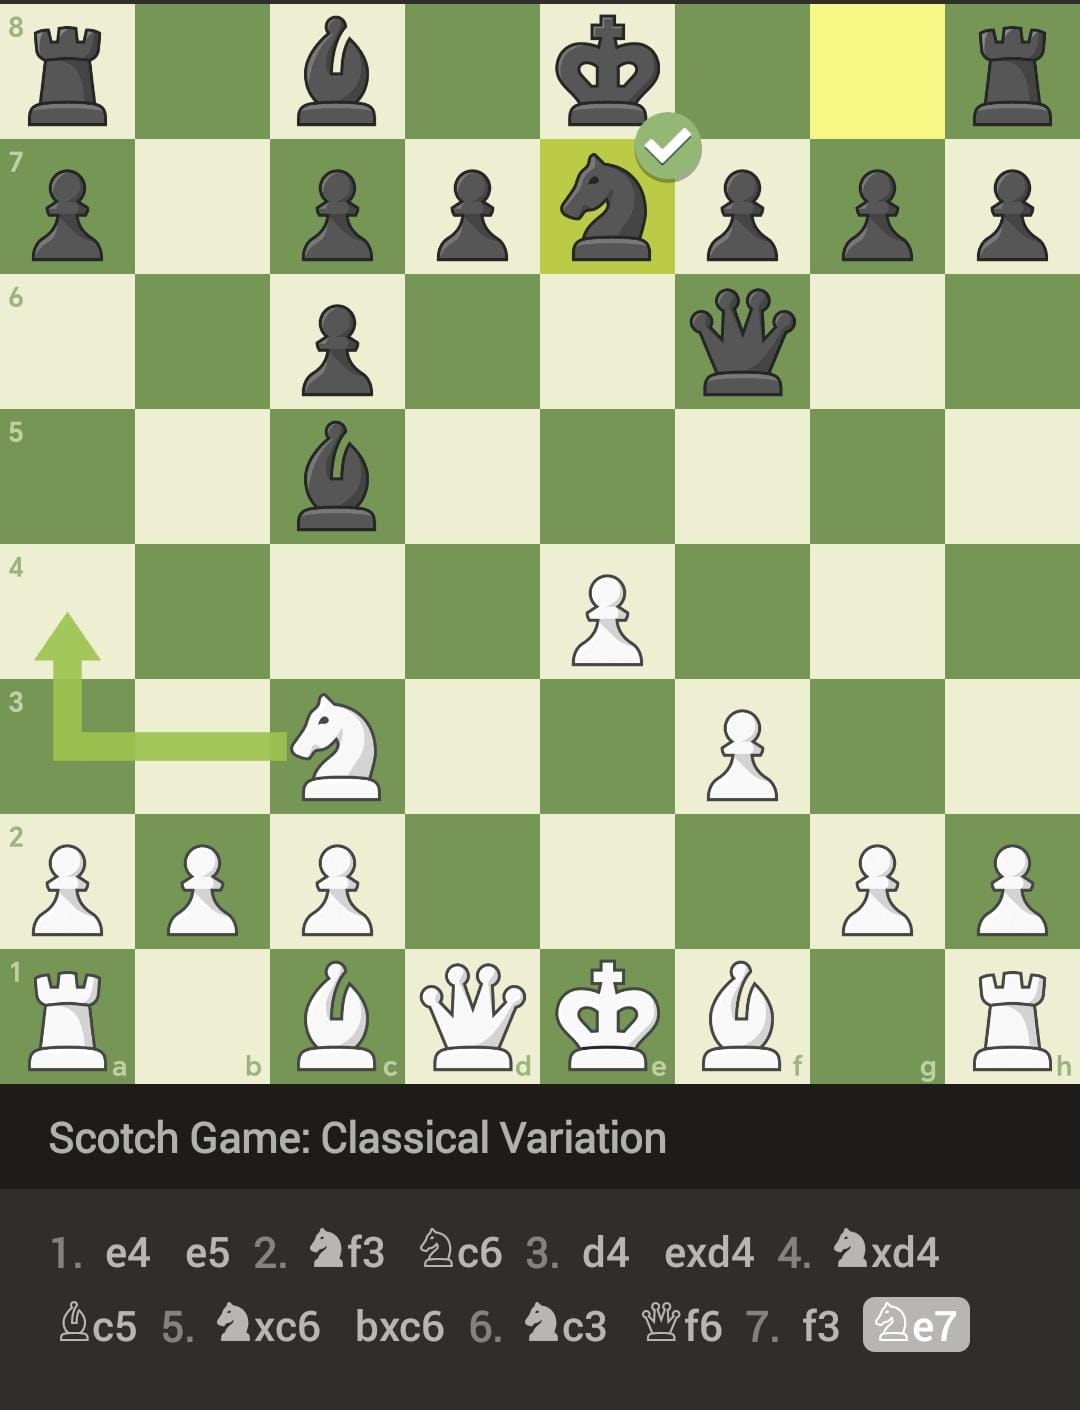 8
7
6
5
4
3
2
1
a b c d e f g h
Scotch Game: Classical Variation
1. e4 e5 2. ♞f3 ♘c6 3. d4 exd4 4. ♞xd4
♗c5 5. ♞xc6 bxc6 6. ♞c3 ♕f6 7. f3 ♘e7